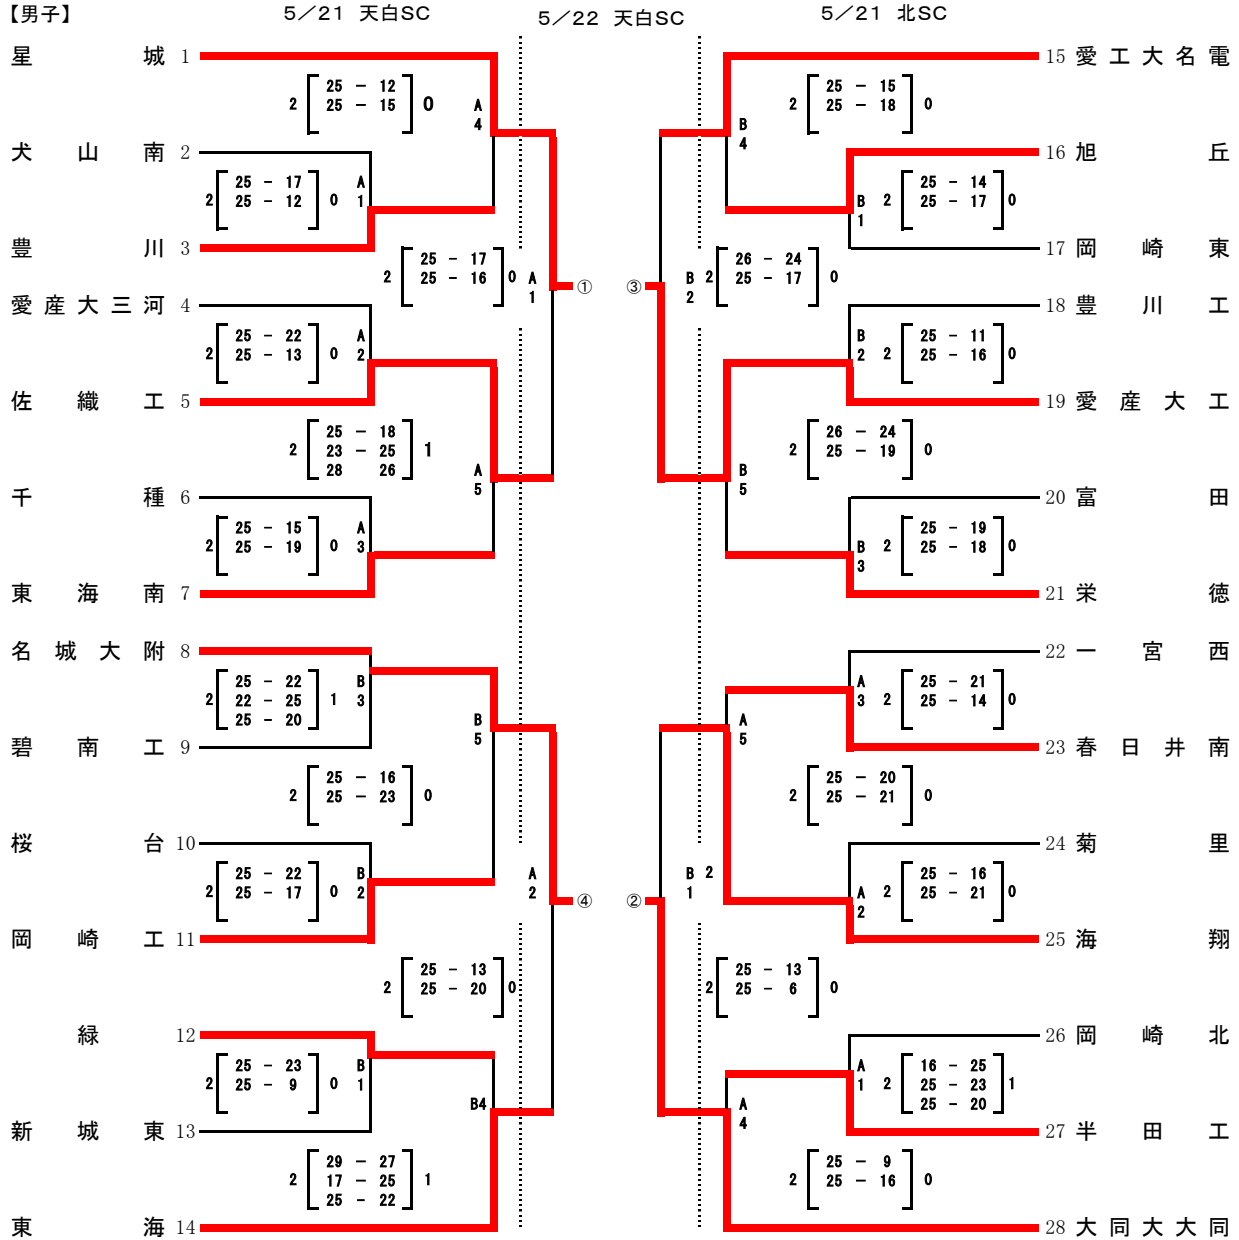 【男子】 5／21 天白SC 5／22 天白SC 5／21 北SC
星城 1
2 25 － 12 0
25 － 15
A
4
犬山南 2
2 25 － 17 0
25 － 12
A
1
豊川 3
2 25 － 17 0
25 － 16
A
1
①
愛産大三河 4
2 25 － 22 0
25 － 13
A
2
佐織工 5
2 25 － 18 1
23 － 25
28 26
A
5
千種 6
2 25 － 15 0
25 － 19
A
3
東海南 7
名城大附 8
2 25 － 22 1
22 － 25
25 － 20
B
3
碧南工 9
2 25 － 16 0
25 － 23
B
5
桜台 10
2 25 － 22 0
25 － 17
B
2
A
2
④
岡崎工 11
2 25 － 13 0
25 － 20
緑 12
2 25 － 23 0
25 － 9
B
1
新城東 13
B4
2 29 － 27 1
17 － 25
25 － 22
東海 14
15 愛工大名電
2 25 － 15 0
25 － 18
B
4
16 旭丘
B
1
2 25 － 14 0
25 － 17
17 岡崎東
③
B
2
2 26 － 24 0
25 － 17
18 豊川工
B
2
2 25 － 11 0
25 － 16
19 愛産大工
2 26 － 24 0
25 － 19
B
5
20 富田
B
3
2 25 － 19 0
25 － 18
21 栄徳
22 一宮西
A
3
2 25 － 21 0
25 － 14
A
5
23 春日井南
2 25 － 20 0
25 － 21
24 菊里
A
2
2 25 － 16 0
25 － 21
②
B
1
2
25 海翔
2 25 － 13 0
25 － 6
26 岡崎北
A
1
2 16 － 25 1
25 － 23
25 － 20
A
4
27 半田工
2 25 － 9 0
25 － 16
28 大同大大同